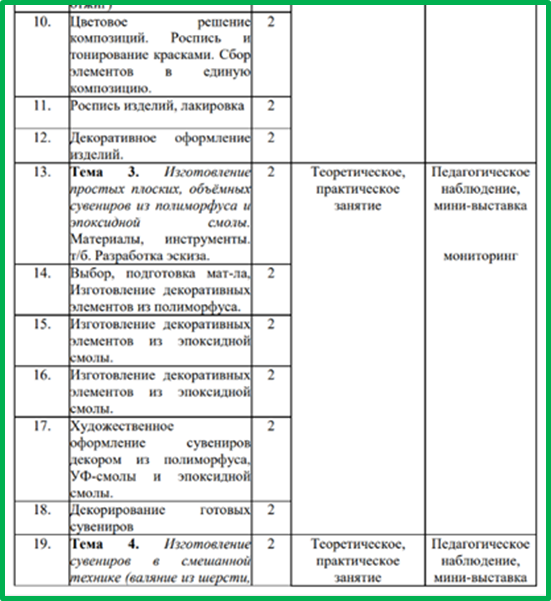 отжиг)
10. Цветовое решение 2
композиций. Роспись и
тонирование красками. Сбор
элементов в единую
композицию.
11. Роспись изделий, лакировка 2
12. Декоративное оформление 2
изделий.
13. Тема 3. Изготовление 2 Теоретическое, Педагогическое
простых плоских, объёмных практическое наблюдение,
сувениров из полиморфуса и занятие мини-выставка
эпоксидной смолы.
Материалы, инструменты.
т/б. Разработка эскиза. мониторинг
14. Выбор, подготовка мат-ла, 2
Изготовление декоративных
элементов из полиморфуса.
15. Изготовление декоративных 2
элементов из эпоксидной
смолы.
16. Изготовление декоративных 2
элементов из эпоксидной
смолы.
17. Художественное 2
оформление сувениров
декором из полиморфуса,
УФ-смолы и эпоксидной
смолы.
18. Декорирование готовых 2
сувениров
19. Тема 4. Изготовление 2 Теоретическое, Педагогическое
сувениров в смешанной практическое наблюдение,
технике (валяние из шерсти, занятие мини-выставка